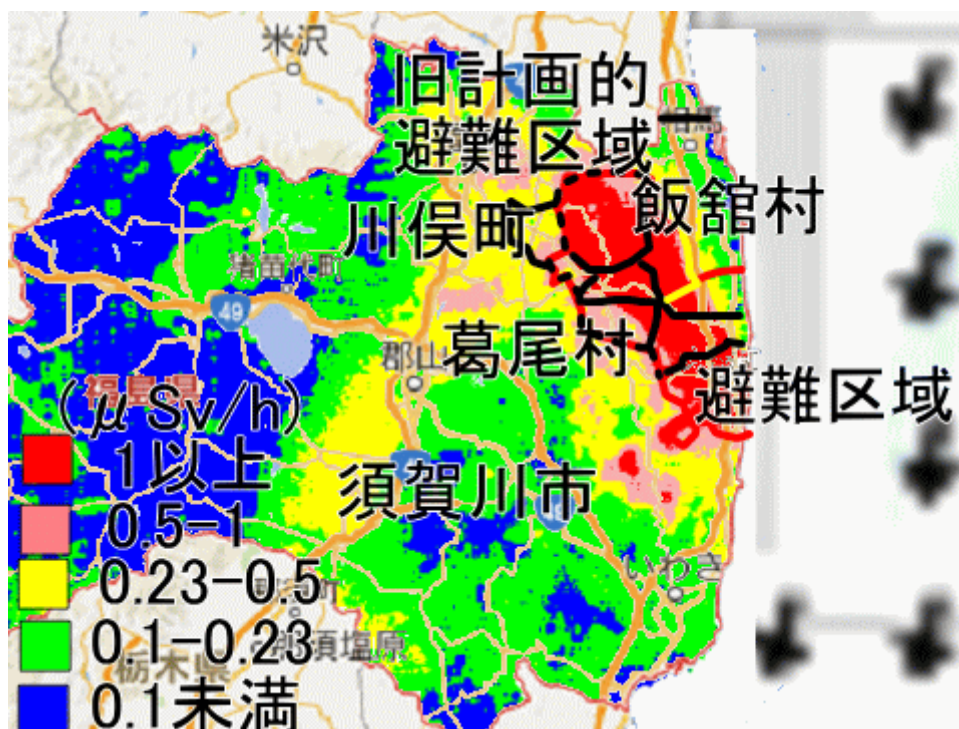 米沢
旧計画的
避難区域
相馬
飯舘村
川俣町
猪苗代町
49
葛尾村
郡山
避難区域
福島県
(μSv/h)
1以上
須賀川市
0.5-1
いわき
0.23-0.5
0.1-0.23
那須塩原
栃木県
0.1未満